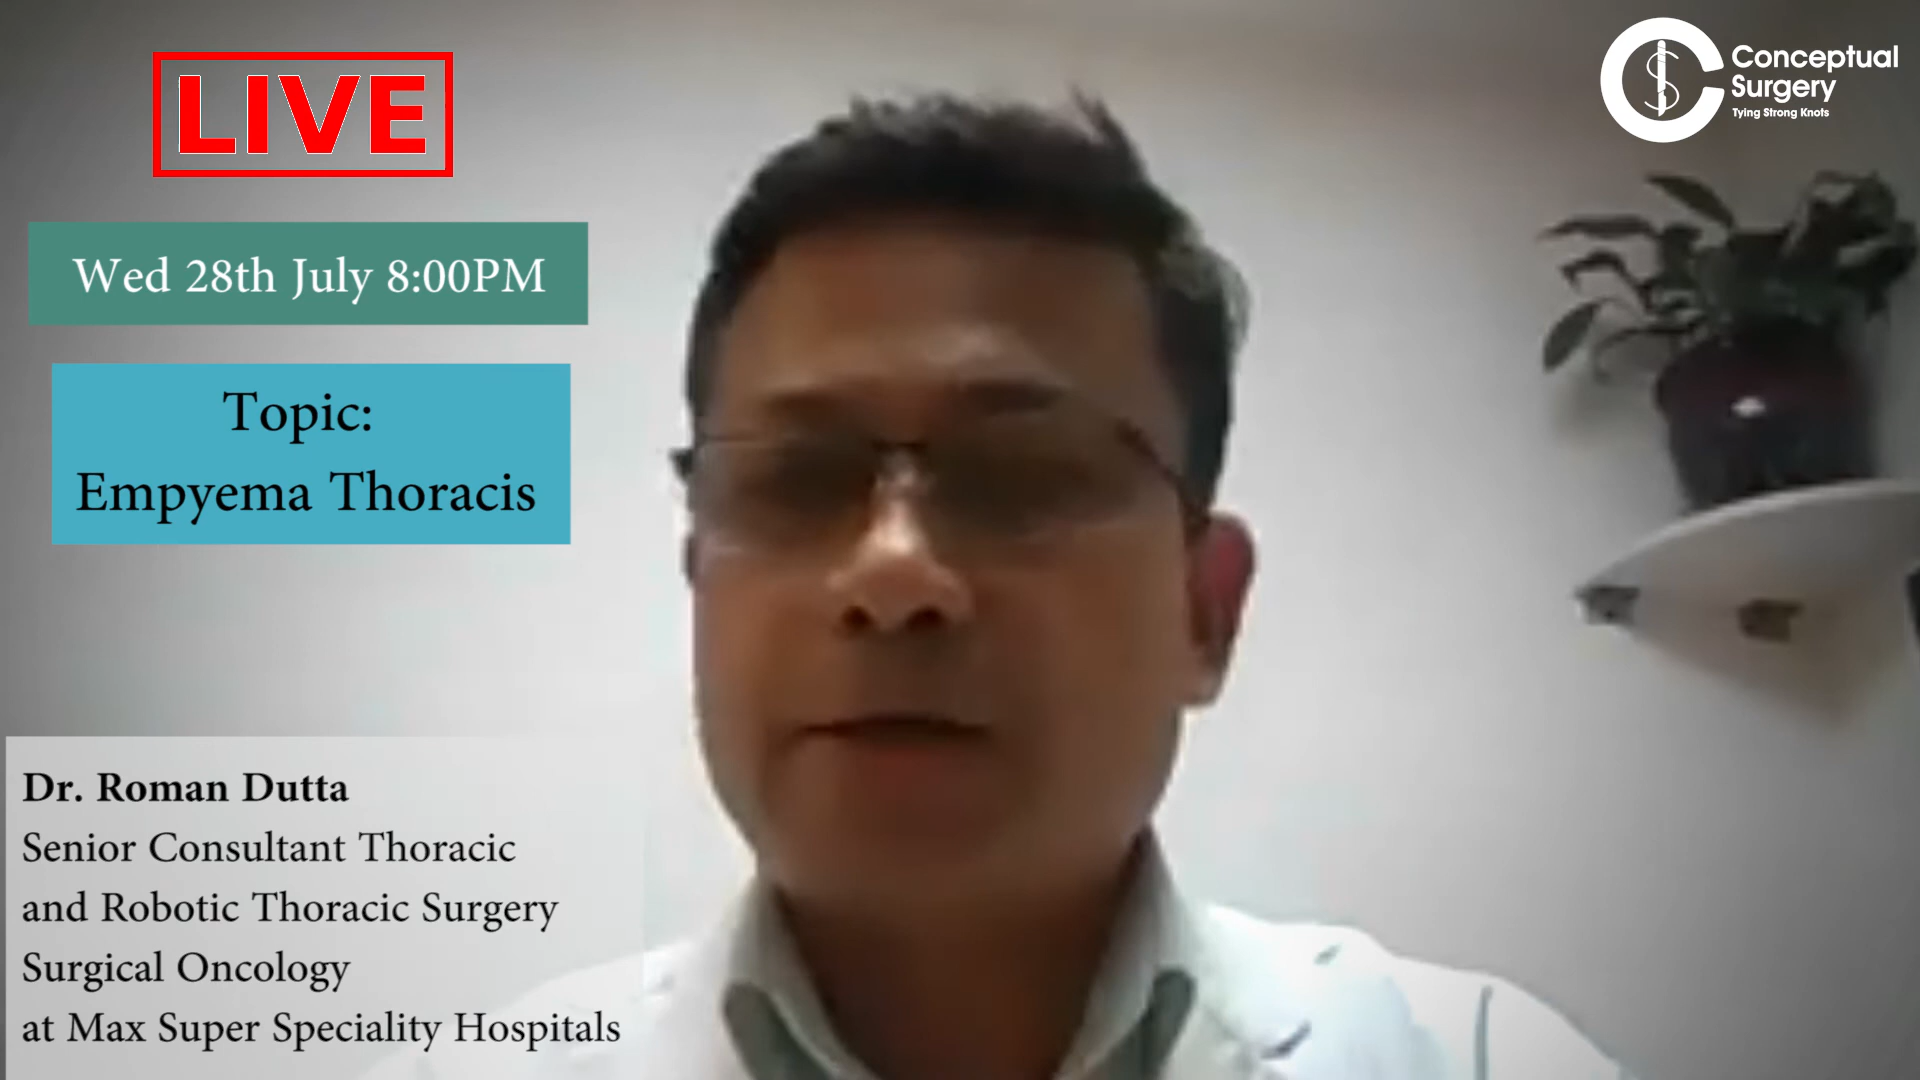 LIVE
Conceptual
Surgery
Tying Strong Knots
Wed 28th July 8:00PM
Topic:
Empyema Thoracis
Dr. Roman Dutta
Senior Consultant Thoracic
and Robotic Thoracic Surgery
Surgical Oncology
at Max Super Speciality Hospitals